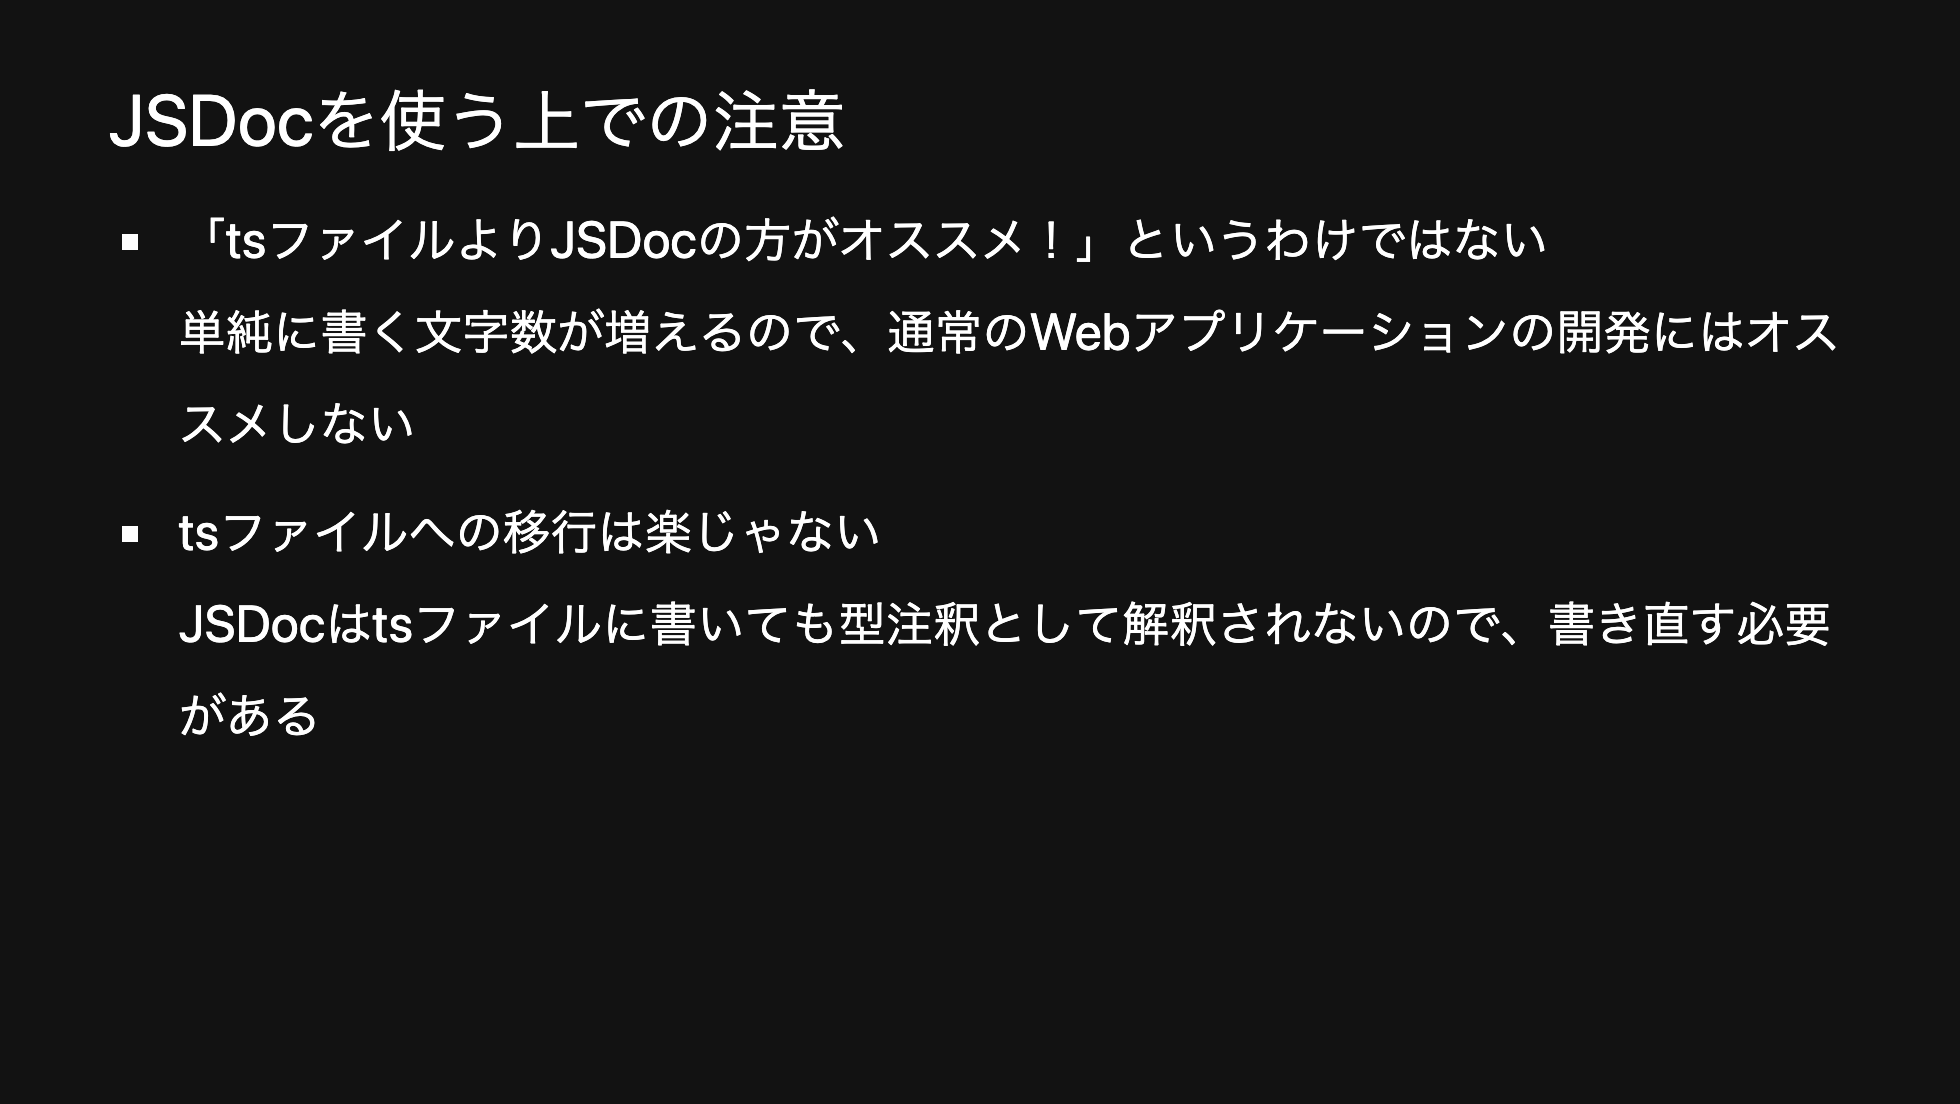 JSDocを使う上での注意
▪ 「tsファイルよりJSDocの方がオススメ！」というわけではない
単純に書く文字数が増えるので、通常のWebアプリケーションの開発にはオス
スメしない
▪ tsファイルへの移行は楽じゃない
JSDocはtsファイルに書いても型注釈として解釈されないので、書き直す必要
がある